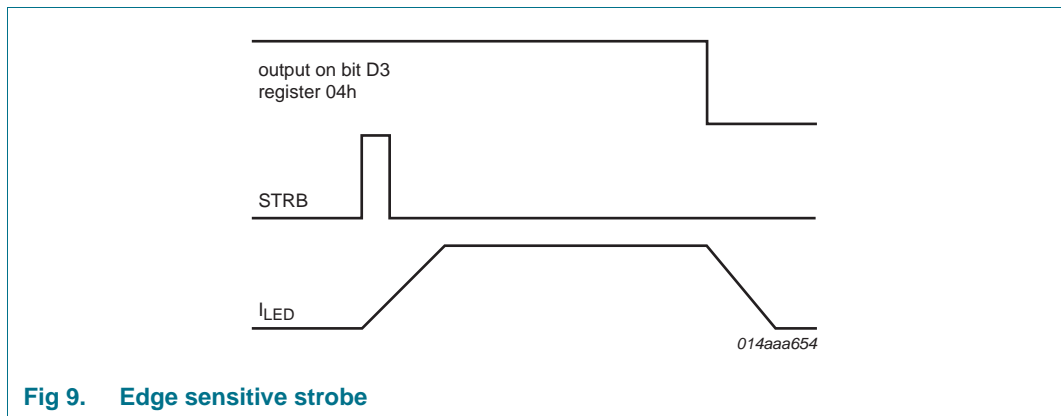 output on bit D3
register 04h
STRB
ILED
014aaa654
Fig 9. Edge sensitive strobe